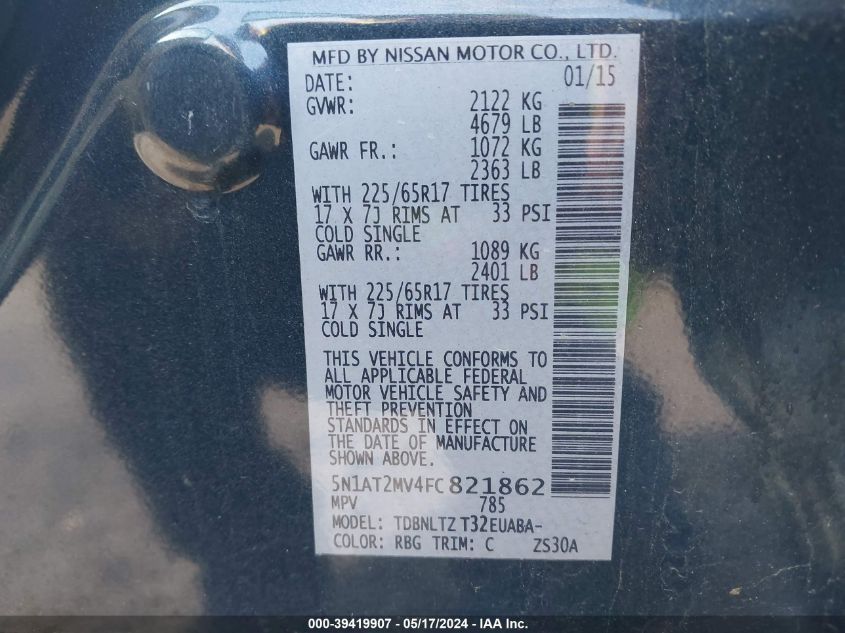 MFD BY NISSAN MOTOR CO., LTD.
DATE: 01/15
GVWR: 2122 KG
4679 LB
GAWR FR.: 1072 KG
2363 LB
WITH 225/65R17 TIRES
17 X 7J RIMS AT 33 PSI
COLD SINGLE
GAWR RR.: 1089 KG
2401 LB
WITH 225/65R17 TIRES
17 X 7J RIMS AT 33 PSI
COLD SINGLE
THIS VEHICLE CONFORMS TO
ALL APPLICABLE FEDERAL
MOTOR VEHICLE SAFETY AND
THEFT PREVENTION
STANDARDS IN EFFECT ON
THE DATE OF MANUFACTURE
SHOWN ABOVE.
5N1AT2MV4FC821862
MPV 785
MODEL: TDBNLTZ T32EUABA-
COLOR: RBG TRIM: C ZS30A
000-39419907 - 05/17/2024 - IAA Inc.